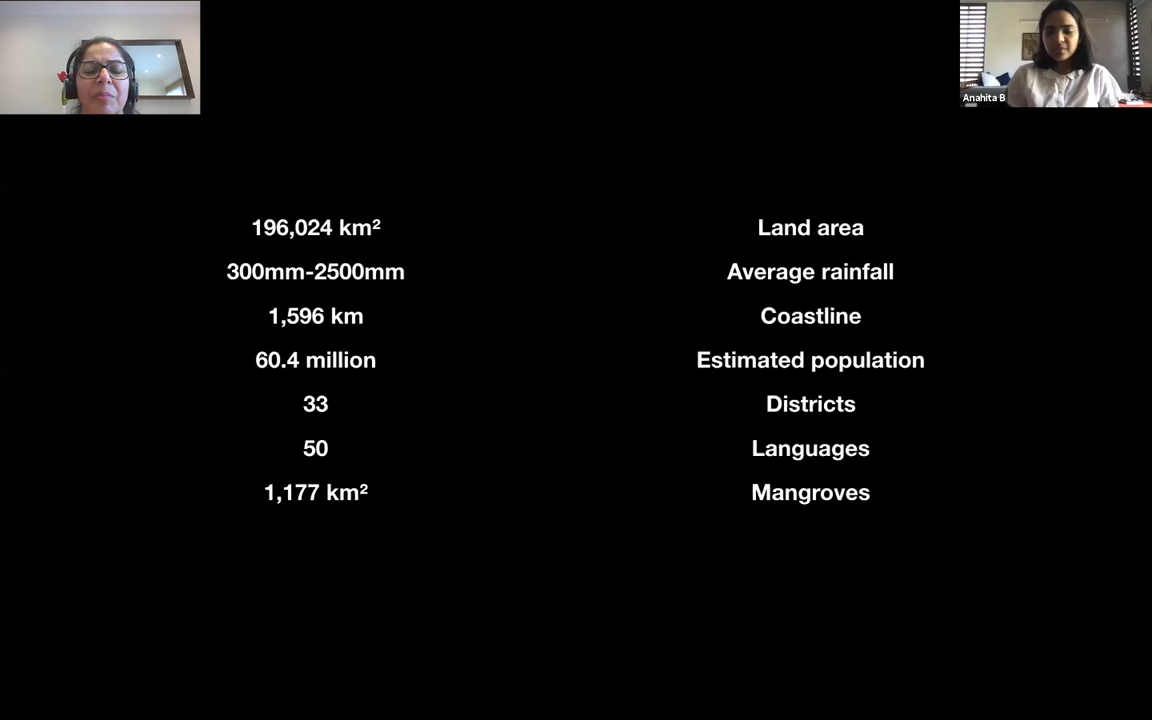 Anahita B
196,024 km² Land area
300mm-2500mm Average rainfall
1,596 km Coastline
60.4 million Estimated population
33 Districts
50 Languages
1,177 km² Mangroves